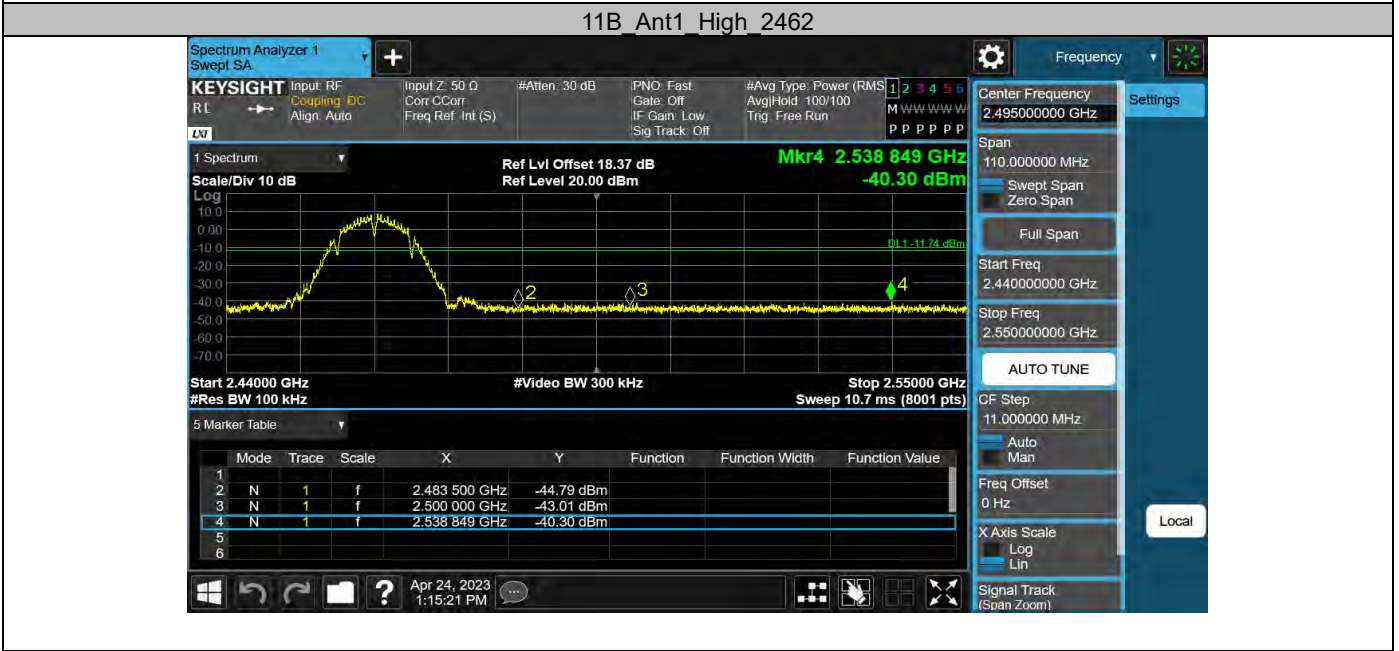 11B_Ant1_High_2462
Spectrum Analyzer 1
Swept SA
Frequency
KEYSIGHT
RL
LXI
Input: RF
Coupling: DC
Align: Auto
Input Z: 50 Ω
Corr CCorr
Freq Ref: Int (S)
#Atten: 30 dB
PNO: Fast
Gate: Off
IF Gain: Low
Sig Track: Off
#Avg Type: Power (RMS
Avg|Hold: 100/100
Trig: Free Run
1 2 3 4 5 6
M W W W W W
P P P P P P
Center Frequency
2.495000000 GHz
Settings
1 Spectrum
Scale/Div 10 dB
Ref Lvl Offset 18.37 dB
Ref Level 20.00 dBm
Mkr4 2.538 849 GHz
-40.30 dBm
Log
10.0
0.00
-10.0
-20.0
-30.0
-40.0
-50.0
-60.0
-70.0
DL1 -11.74 dBm
2
3
4
Start 2.44000 GHz
#Res BW 100 kHz
#Video BW 300 kHz
Stop 2.55000 GHz
Sweep 10.7 ms (8001 pts)
Span
110.000000 MHz
Swept Span
Zero Span
Full Span
Start Freq
2.440000000 GHz
Stop Freq
2.550000000 GHz
AUTO TUNE
CF Step
11.000000 MHz
Auto
Man
Freq Offset
0 Hz
X Axis Scale
Log
Lin
Signal Track
(Span Zoom)
Local
5 Marker Table
Mode Trace Scale X Y Function Function Width Function Value
1
2 N 1 f 2.483 500 GHz -44.79 dBm
3 N 1 f 2.500 000 GHz -43.01 dBm
4 N 1 f 2.538 849 GHz -40.30 dBm
5
6
?
Apr 24, 2023
1:15:21 PM